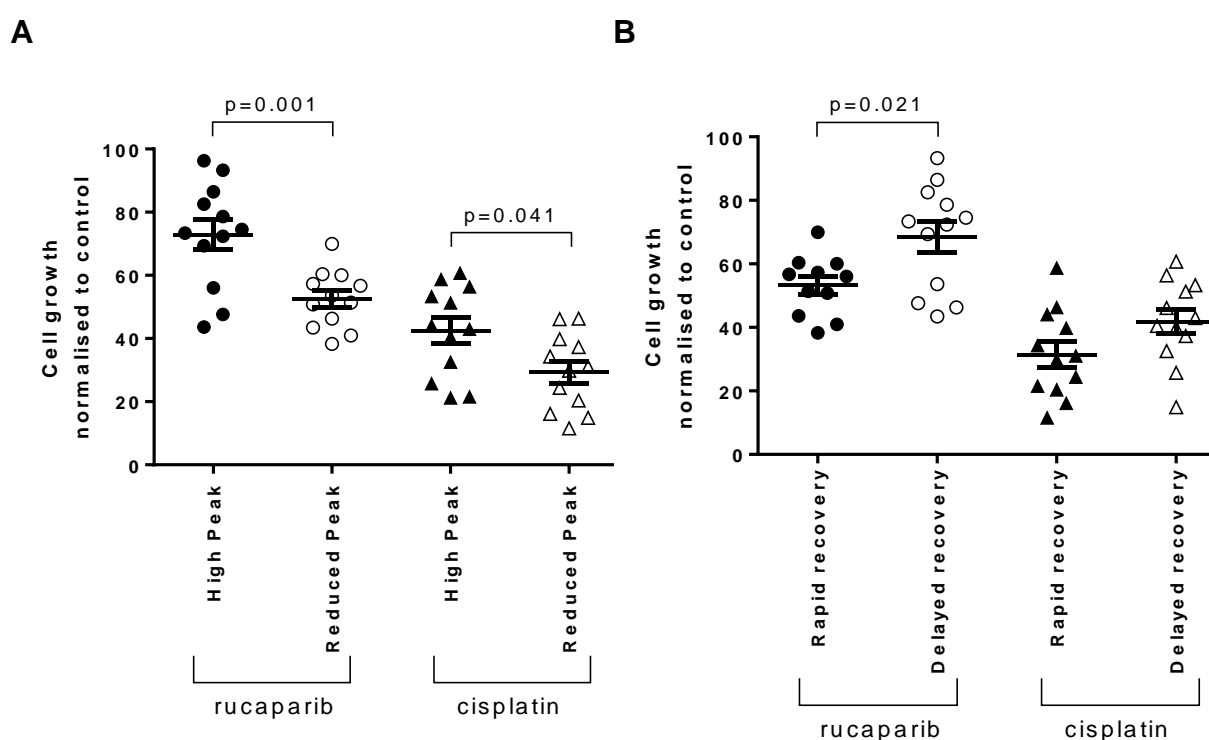 A
B
p=0.001
p=0.041
Cell growth
normalised to control
100
80
60
40
20
0
High Peak
Reduced Peak
High Peak
Reduced Peak
rucaparib
cisplatin
p=0.021
Cell growth
normalised to control
100
80
60
40
20
0
Rapid recovery
Delayed recovery
Rapid recovery
Delayed recovery
rucaparib
cisplatin